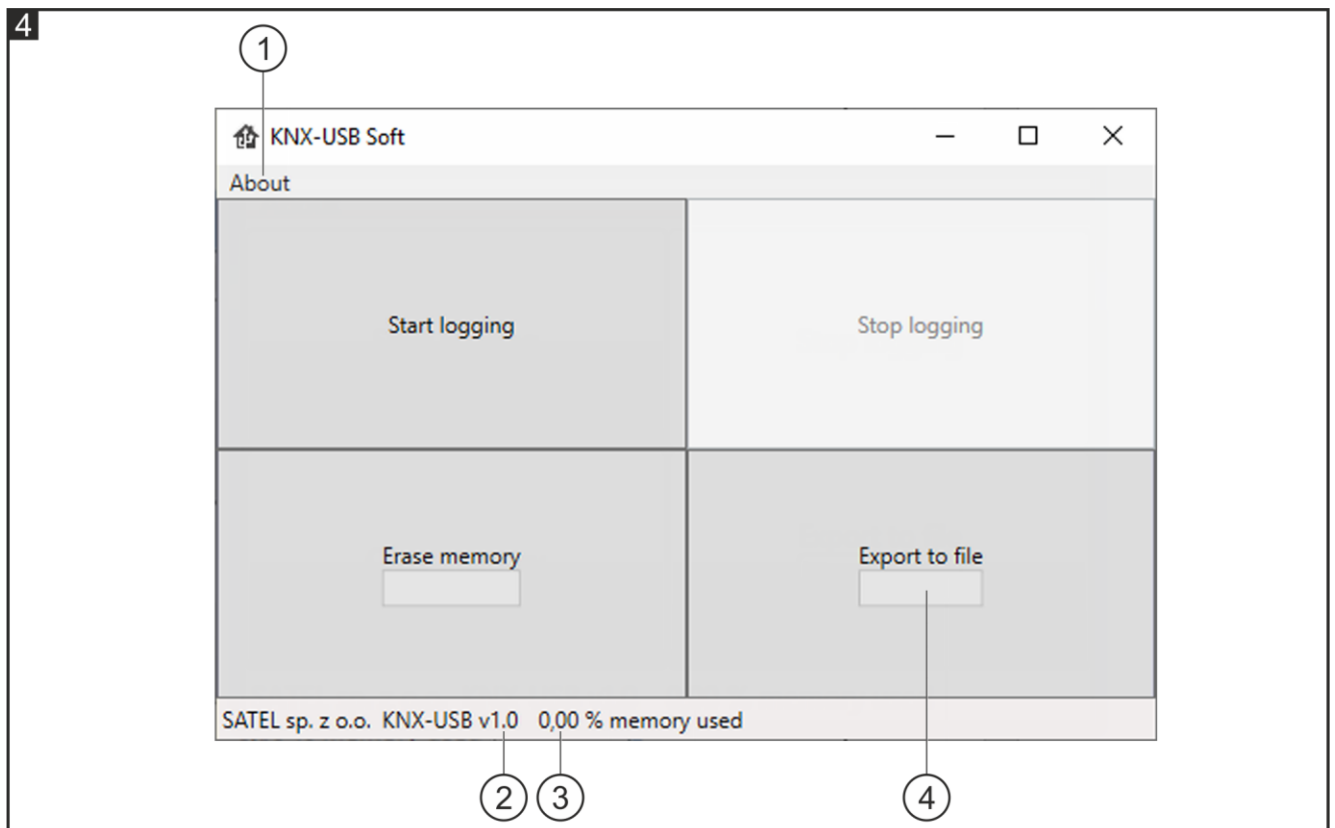 4
1
KNX-USB Soft
About
Start logging
Stop logging
Erase memory
Export to file
SATEL sp. z o.o. KNX-USB v1.0 0,00 % memory used
2 3 4